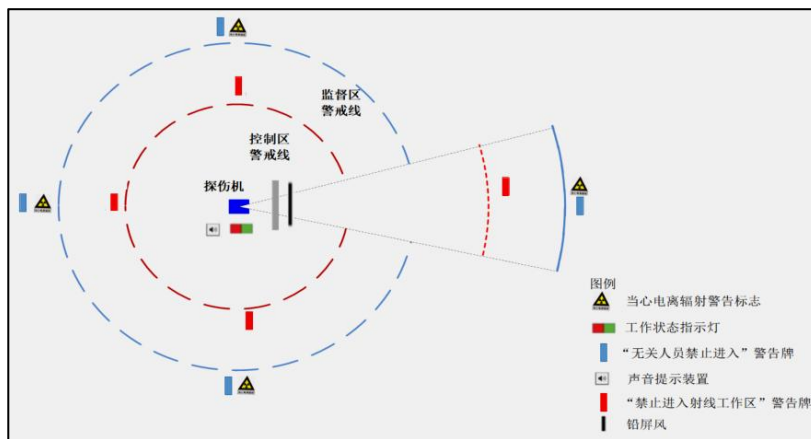 监督区
警戒线
控制区
警戒线
探伤机
图例
当心电离辐射警告标志
工作状态指示灯
“无关人员禁止进入”警告牌
声音提示装置
“禁止进入射线工作区”警告牌
铅屏风